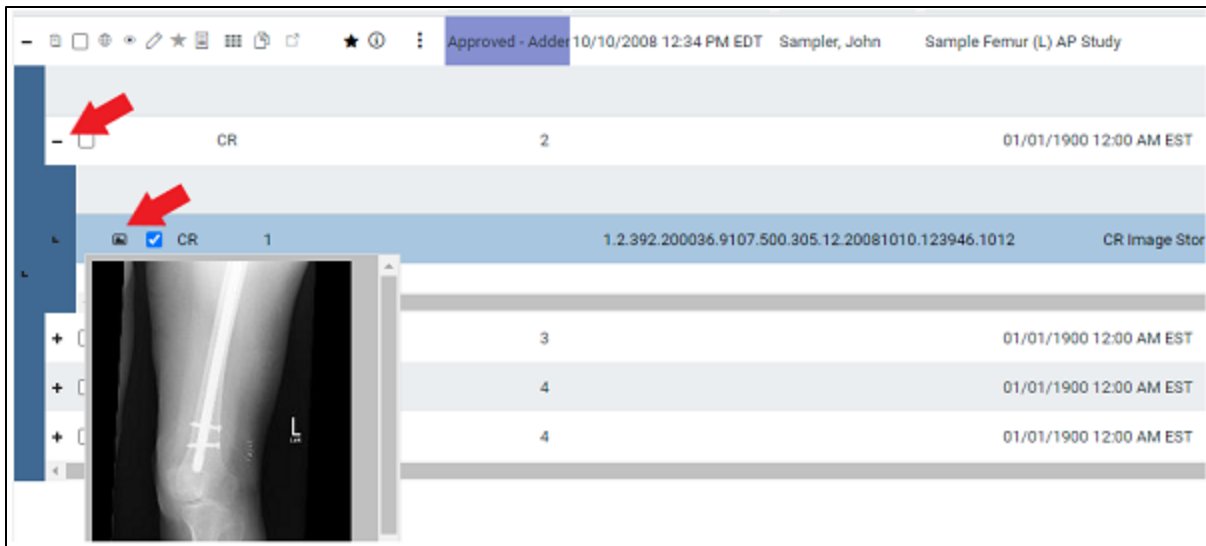 Approved - Adder 10/10/2008 12:34 PM EDT Sampler, John Sample Femur (L) AP Study
CR 2 01/01/1900 12:00 AM EST
CR 1 1.2.392.200036.9107.500.305.12.20081010.123946.1012 CR Image Stor
L
3 01/01/1900 12:00 AM EST
4 01/01/1900 12:00 AM EST
4 01/01/1900 12:00 AM EST